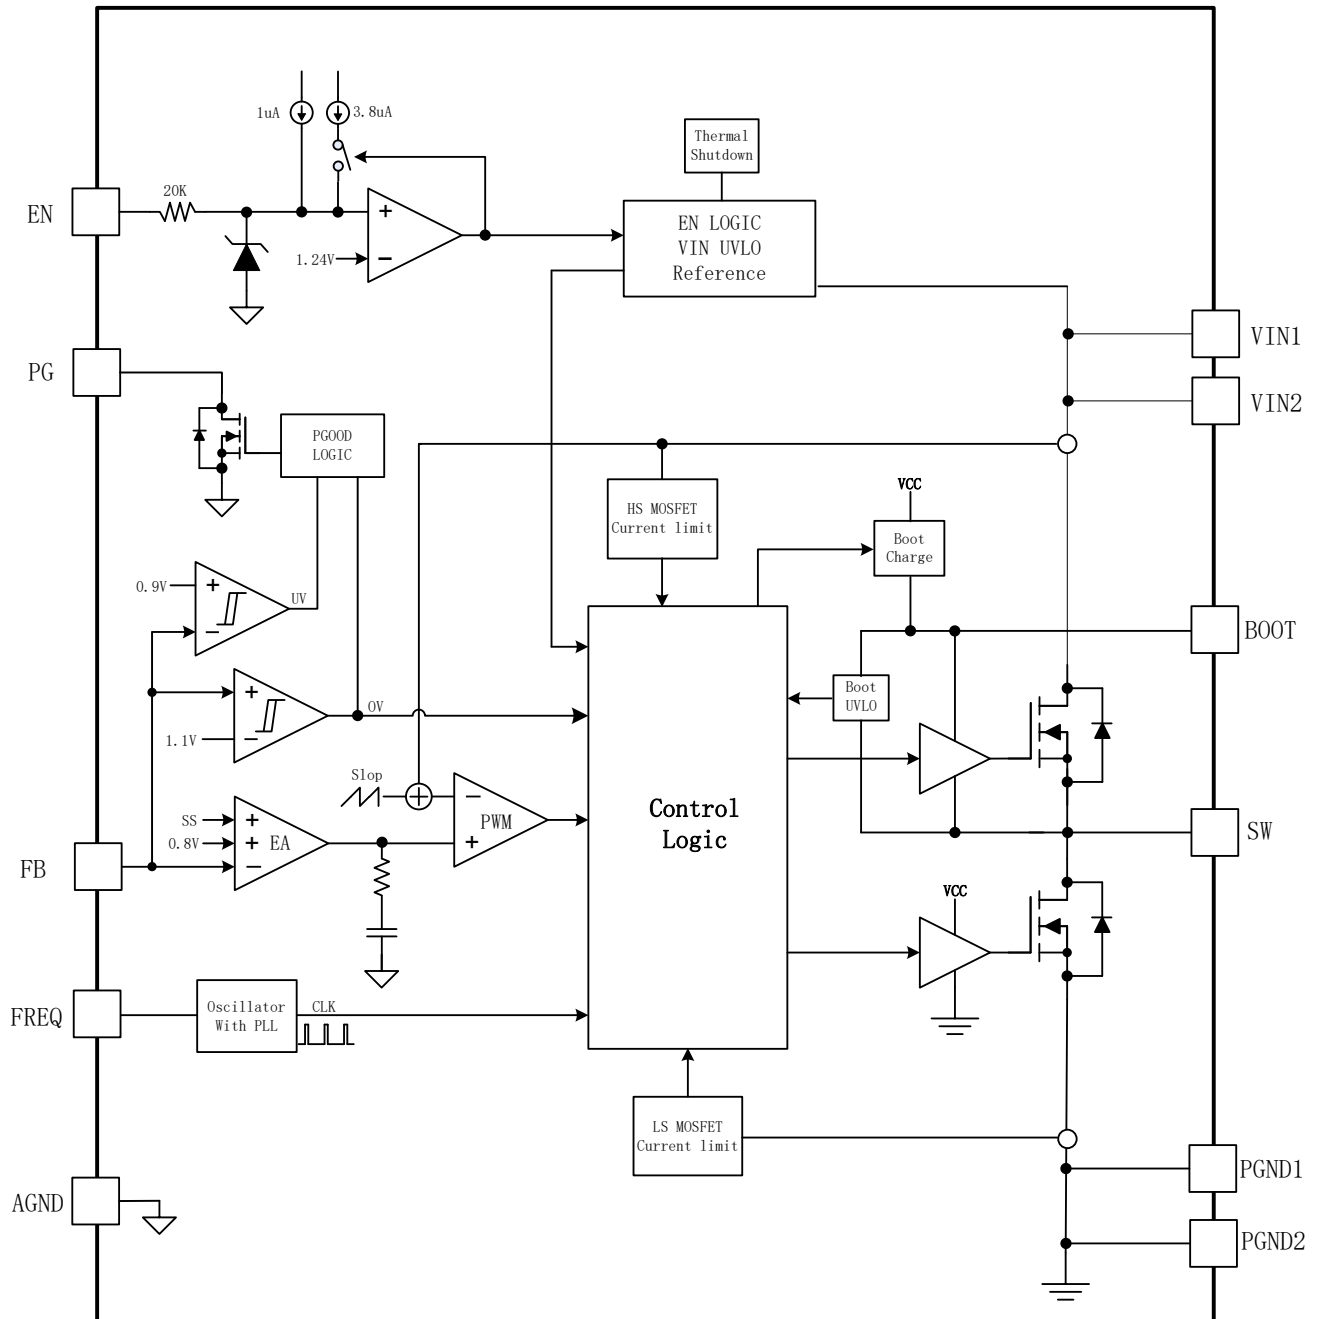 1uA
3.8uA
Thermal
Shutdown
20K
EN
EN LOGIC
VIN UVLO
Reference
1.24V
VIN1
PG
VIN2
PGOOD
LOGIC
VCC
HS MOSFET
Current limit
Boot
Charge
0.9V
UV
BOOT
Boot
UVLO
OV
1.1V
Slop
Control
Logic
SS
0.8V
EA
PWM
SW
FB
VCC
FREQ
Oscillator
With PLL
CLK
LS MOSFET
Current limit
PGND1
AGND
PGND2